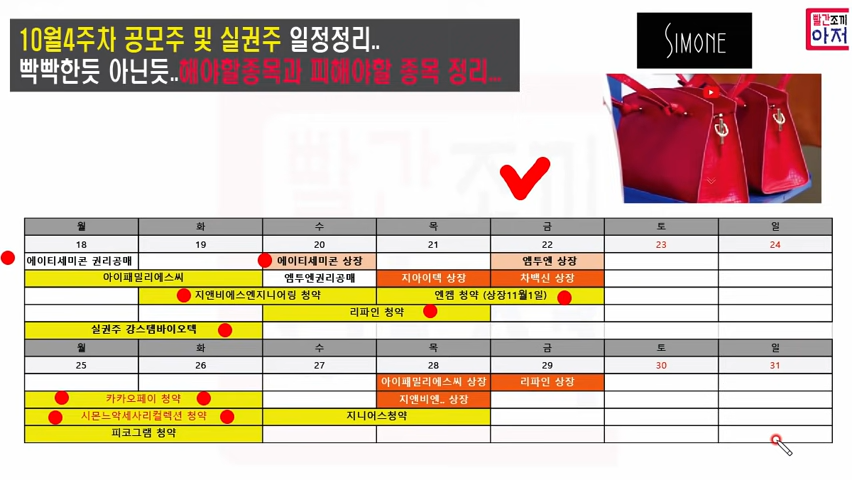 10월4주차 공모주 및 실권주 일정정리..
빡빡한듯 아닌듯..해야할종목과 피해야할 종목 정리...
SIMONE
빨간조끼
아저
월 화 수 목 금 토 일
18 19 20 21 22 23 24
에이티세미콘 권리공매 에이티세미콘 상장 엠투엔 상장
아이패밀리에스씨 엠투엔권리공매 지아이텍 상장 차백신 상장
지앤비에스엔지니어링 청약 엔켐 청약 (상장11월1일)
리파인 청약
실권주 강스템바이오텍
월 화 수 목 금 토 일
25 26 27 28 29 30 31
아이패밀리에스씨 상장 리파인 상장
카카오페이 청약 지앤비엔.. 상장
시몬느악세사리컬렉션 청약 지니어스청약
피코그램 청약